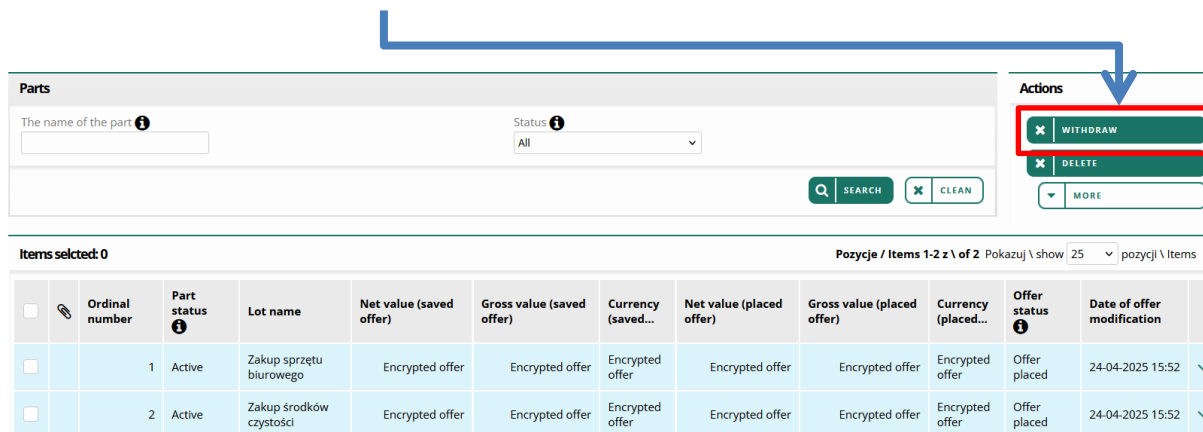 Parts
Actions
The name of the part
Status
All
WITHDRAW
DELETE
MORE
SEARCH
CLEAN
Items selcted: 0
Pozycje / Items 1-2 z \ of 2 Pokazuj \ show 25 pozycji \ Items
Ordinal number
Part status
Lot name
Net value (saved offer)
Gross value (saved offer)
Currency (saved...
Net value (placed offer)
Gross value (placed offer)
Currency (placed...
Offer status
Date of offer modification
1 Active Zakup sprzętu biurowego Encrypted offer Encrypted offer Encrypted offer Encrypted offer Encrypted offer Encrypted offer Offer placed 24-04-2025 15:52
2 Active Zakup środków czystości Encrypted offer Encrypted offer Encrypted offer Encrypted offer Encrypted offer Encrypted offer Offer placed 24-04-2025 15:52